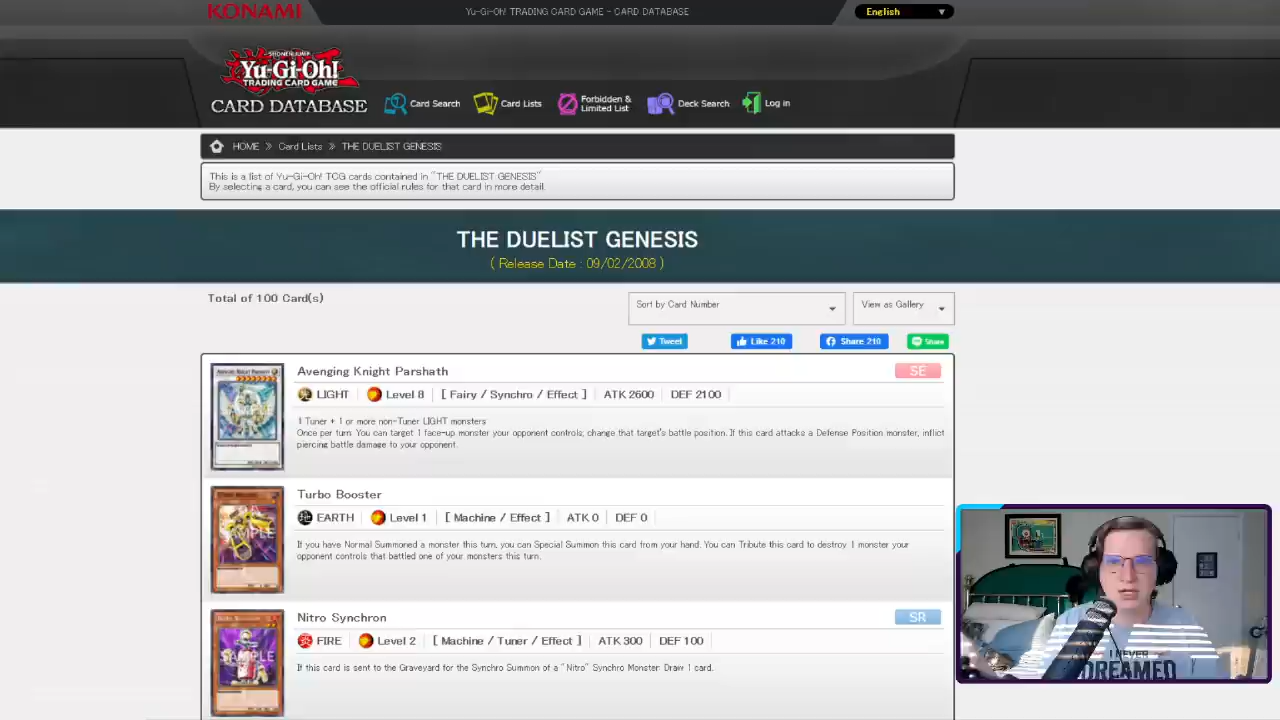 KONAMI
YU-GI-OH! TRADING CARD GAME - CARD DATABASE
English
SHONEN JUMP
Yu-Gi-Oh!
TRADING CARD GAME
CARD DATABASE
Card Search
Card Lists
Forbidden &
Limited List
Deck Search
Log in
HOME » Card Lists » THE DUELIST GENESIS
This is a list of Yu-Gi-Oh! TCG cards contained in "THE DUELIST GENESIS"
By selecting a card, you can see the official rules for that card in more detail.
THE DUELIST GENESIS
( Release Date : 09/02/2008 )
Total of 100 Card(s)
Sort by Card Number
View as Gallery
Tweet
Like 210
Share 210
Share
Avenging Knight Parshath
SE
LIGHT Level 8 [ Fairy / Synchro / Effect ] ATK 2600 DEF 2100
1 Tuner + 1 or more non-Tuner LIGHT monsters
Once per turn: You can target 1 face-up monster your opponent controls; change that target's battle position. If this card attacks a Defense Position monster, inflict
piercing battle damage to your opponent.
Turbo Booster
EARTH Level 1 [ Machine / Effect ] ATK 0 DEF 0
If you have Normal Summoned a monster this turn, you can Special Summon this card from your hand. You can Tribute this card to destroy 1 monster your
opponent controls that battled one of your monsters this turn.
Nitro Synchron
SR
FIRE Level 2 [ Machine / Tuner / Effect ] ATK 300 DEF 100
If this card is sent to the Graveyard for the Synchro Summon of a "Nitro" Synchro Monster: Draw 1 card.
I NEVER
DREAMED